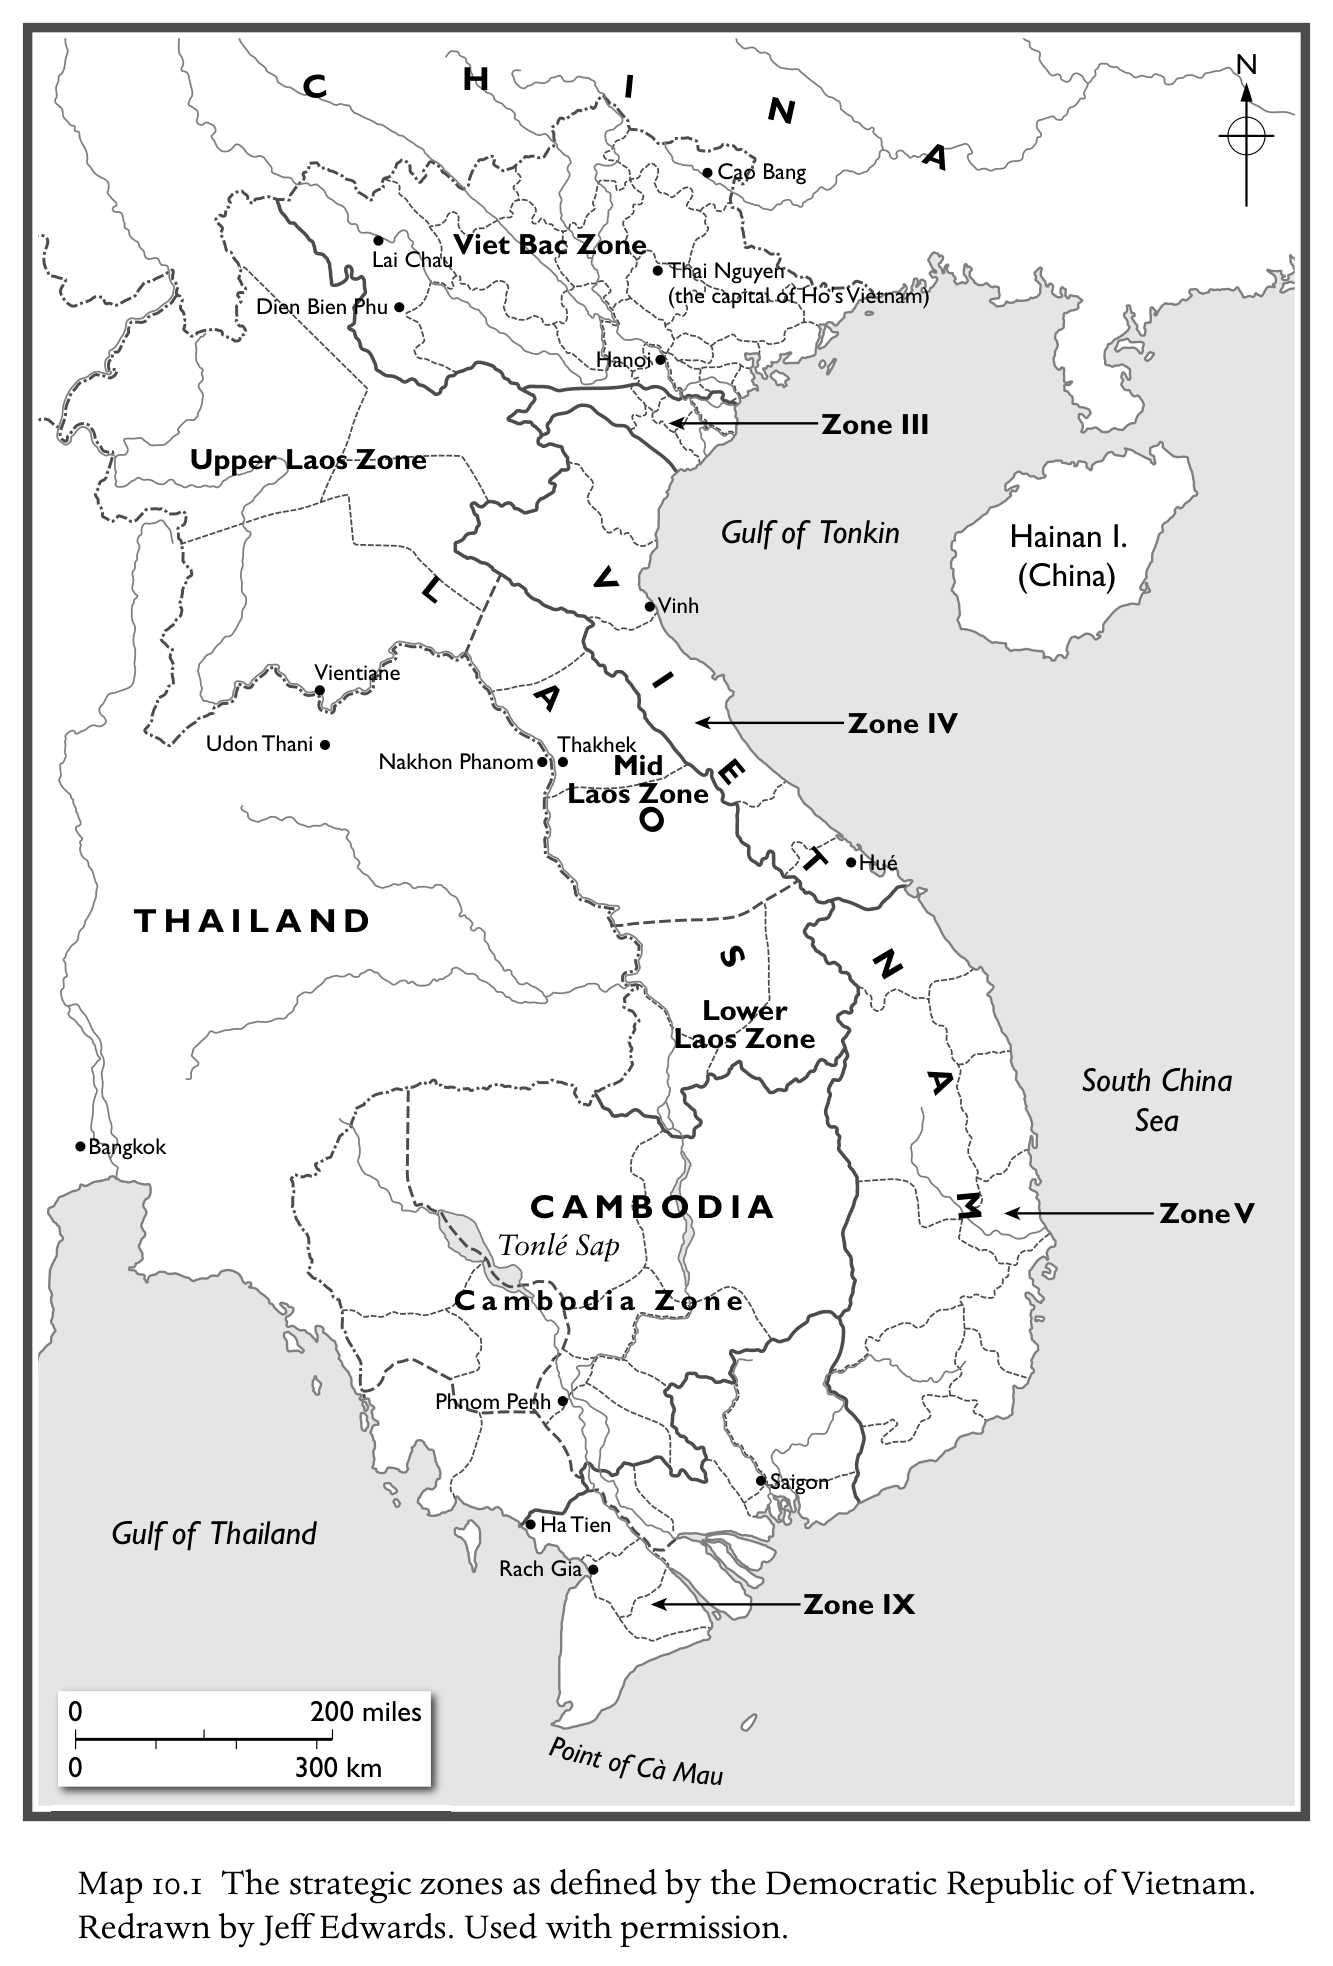 C H I N A
N
Cao Bang
Viet Bac Zone
Lai Chau
Thai Nguyen
(the capital of Ho's Vietnam)
Dien Bien Phu
Hanoi
Zone III
Upper Laos Zone
Gulf of Tonkin
Hainan I.
(China)
L A O S
V I E T N A M
Vinh
Vientiane
Zone IV
Udon Thani
Thakhek
Nakhon Phanom
Mid
Laos Zone
Hué
THAILAND
Lower
Laos Zone
South China
Sea
Bangkok
CAMBODIA
Zone V
Tonlé Sap
Cambodia Zone
Phnom Penh
Saigon
Gulf of Thailand
Ha Tien
Rach Gia
Zone IX
0 200 miles
0 300 km
Point of Cà Mau
Map 10.1 The strategic zones as defined by the Democratic Republic of Vietnam.
Redrawn by Jeff Edwards. Used with permission.